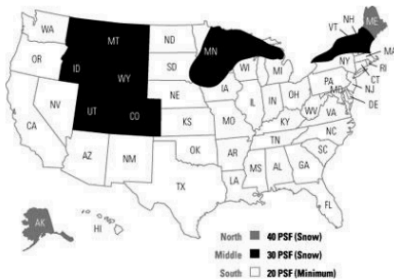 WA
MT
ND
MN
VT
NH
ME
OR
ID
WY
SD
WI
MI
NY
MA
RI
CT
NJ
DE
MD
NV
UT
CO
NE
IA
IL
IN
OH
PA
WV
VA
CA
KS
MO
KY
NC
TN
SC
AZ
NM
OK
AR
MS
AL
GA
TX
LA
FL
AK
HI
North 40 PSF (Snow)
Middle 30 PSF (Snow)
South 20 PSF (Minimum)